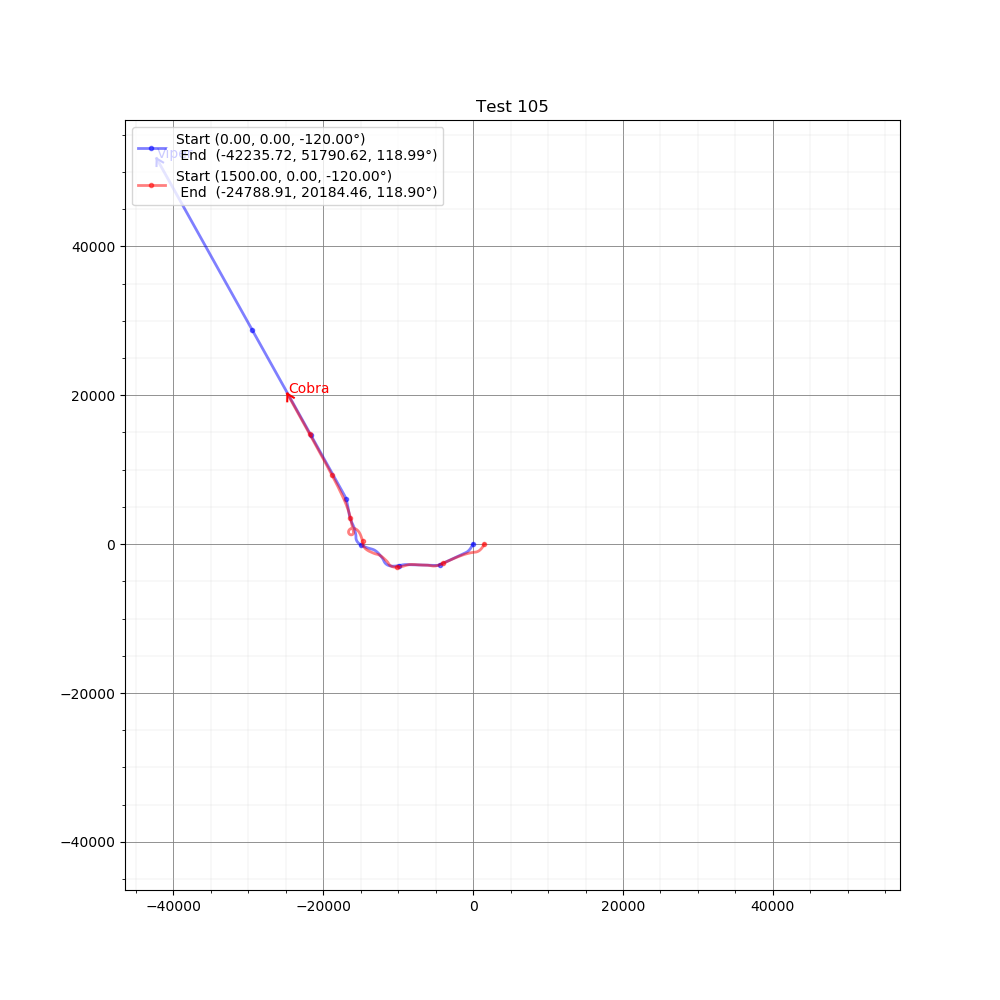 Test 105
Start (0.00, 0.00, -120.00°)
End  (-42235.72, 51790.62, 118.99°)
Start (1500.00, 0.00, -120.00°)
End  (-24788.91, 20184.46, 118.90°)
Viper
Cobra
40000
20000
0
−20000
−40000
−40000
−20000
0
20000
40000